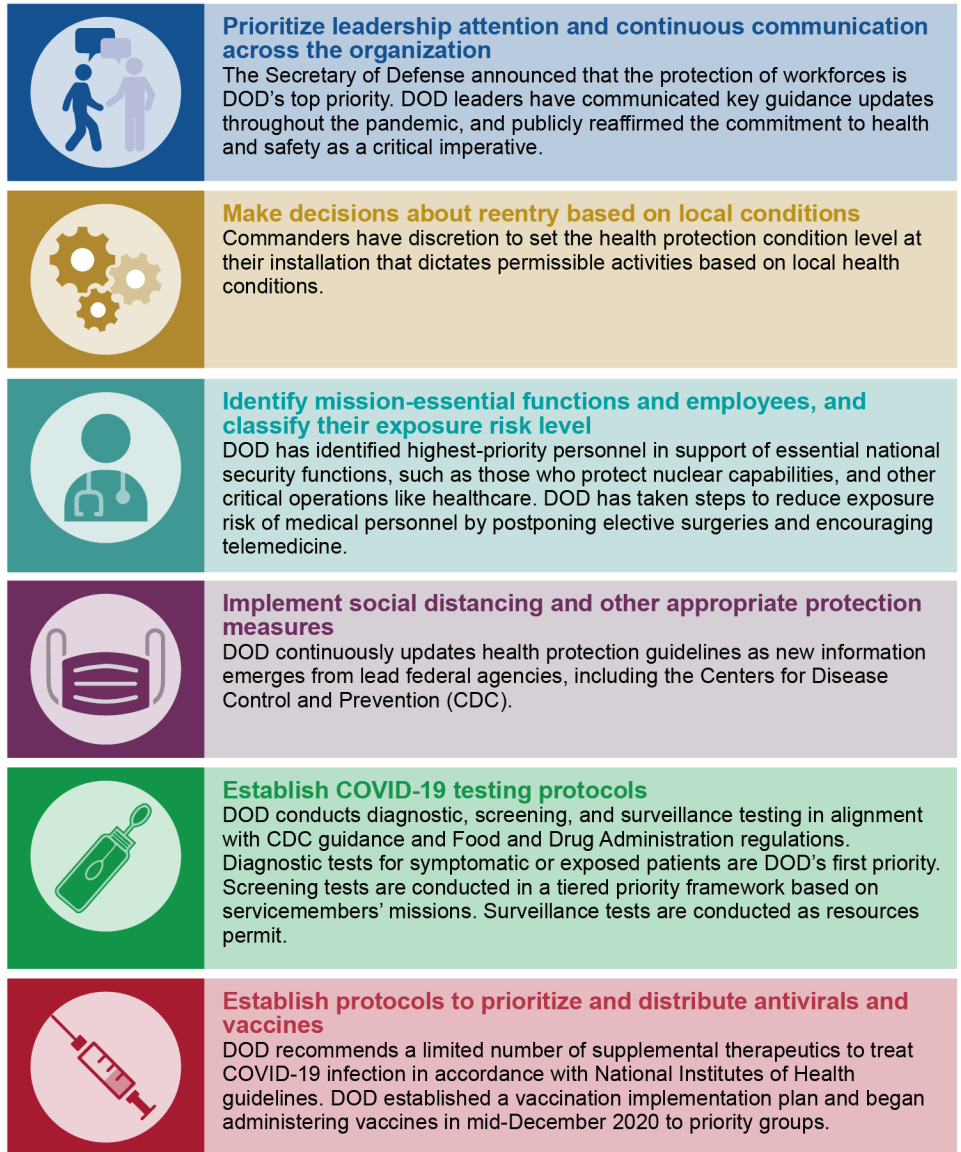 Prioritize leadership attention and continuous communication
across the organization
The Secretary of Defense announced that the protection of workforces is
DOD’s top priority. DOD leaders have communicated key guidance updates
throughout the pandemic, and publicly reaffirmed the commitment to health
and safety as a critical imperative.
Make decisions about reentry based on local conditions
Commanders have discretion to set the health protection condition level at
their installation that dictates permissible activities based on local health
conditions.
Identify mission-essential functions and employees, and
classify their exposure risk level
DOD has identified highest-priority personnel in support of essential national
security functions, such as those who protect nuclear capabilities, and other
critical operations like healthcare. DOD has taken steps to reduce exposure
risk of medical personnel by postponing elective surgeries and encouraging
telemedicine.
Implement social distancing and other appropriate protection
measures
DOD continuously updates health protection guidelines as new information
emerges from lead federal agencies, including the Centers for Disease
Control and Prevention (CDC).
Establish COVID-19 testing protocols
DOD conducts diagnostic, screening, and surveillance testing in alignment
with CDC guidance and Food and Drug Administration regulations.
Diagnostic tests for symptomatic or exposed patients are DOD’s first priority.
Screening tests are conducted in a tiered priority framework based on
servicemembers’ missions. Surveillance tests are conducted as resources
permit.
Establish protocols to prioritize and distribute antivirals and
vaccines
DOD recommends a limited number of supplemental therapeutics to treat
COVID-19 infection in accordance with National Institutes of Health
guidelines. DOD established a vaccination implementation plan and began
administering vaccines in mid-December 2020 to priority groups.